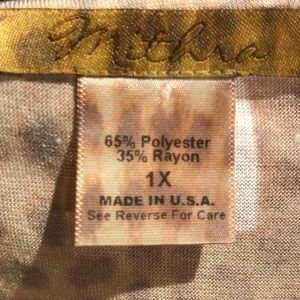 Mithra
65% Polyester
35% Rayon
1X
MADE IN U.S.A.
See Reverse For Care